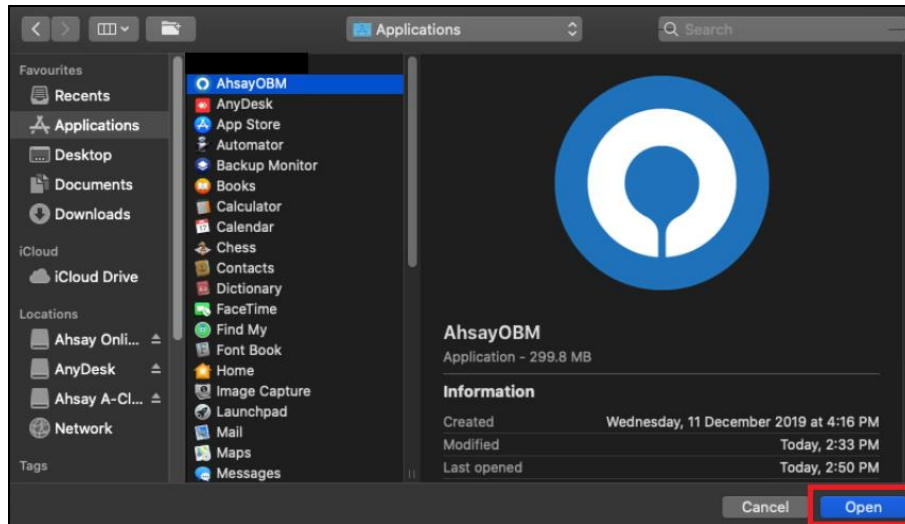 Applications
Search
Favourites
Recents
Applications
Desktop
Documents
Downloads
iCloud
iCloud Drive
Locations
Ahsay Onli...
AnyDesk
Ahsay A-Cl...
Network
Tags
AhsayOBM
AnyDesk
App Store
Automator
Backup Monitor
Books
Calculator
Calendar
Chess
Contacts
Dictionary
FaceTime
Find My
Font Book
Home
Image Capture
Launchpad
Mail
Maps
Messages
AhsayOBM
Application - 299.8 MB
Information
Created Wednesday, 11 December 2019 at 4:16 PM
Modified Today, 2:33 PM
Last opened Today, 2:50 PM
Cancel
Open